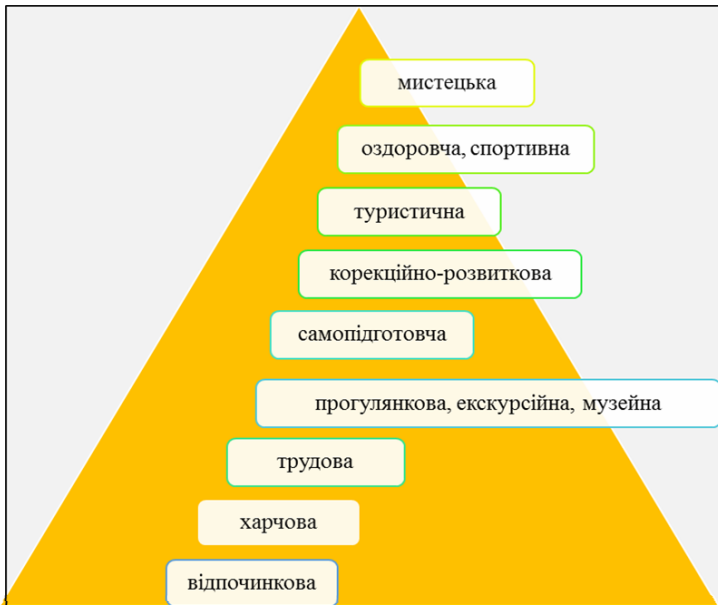 мистецька
оздоровча, спортивна
туристична
корекційно-розвиткова
самопідготовча
прогулянкова, екскурсійна, музейна
трудова
харчова
відпочинкова